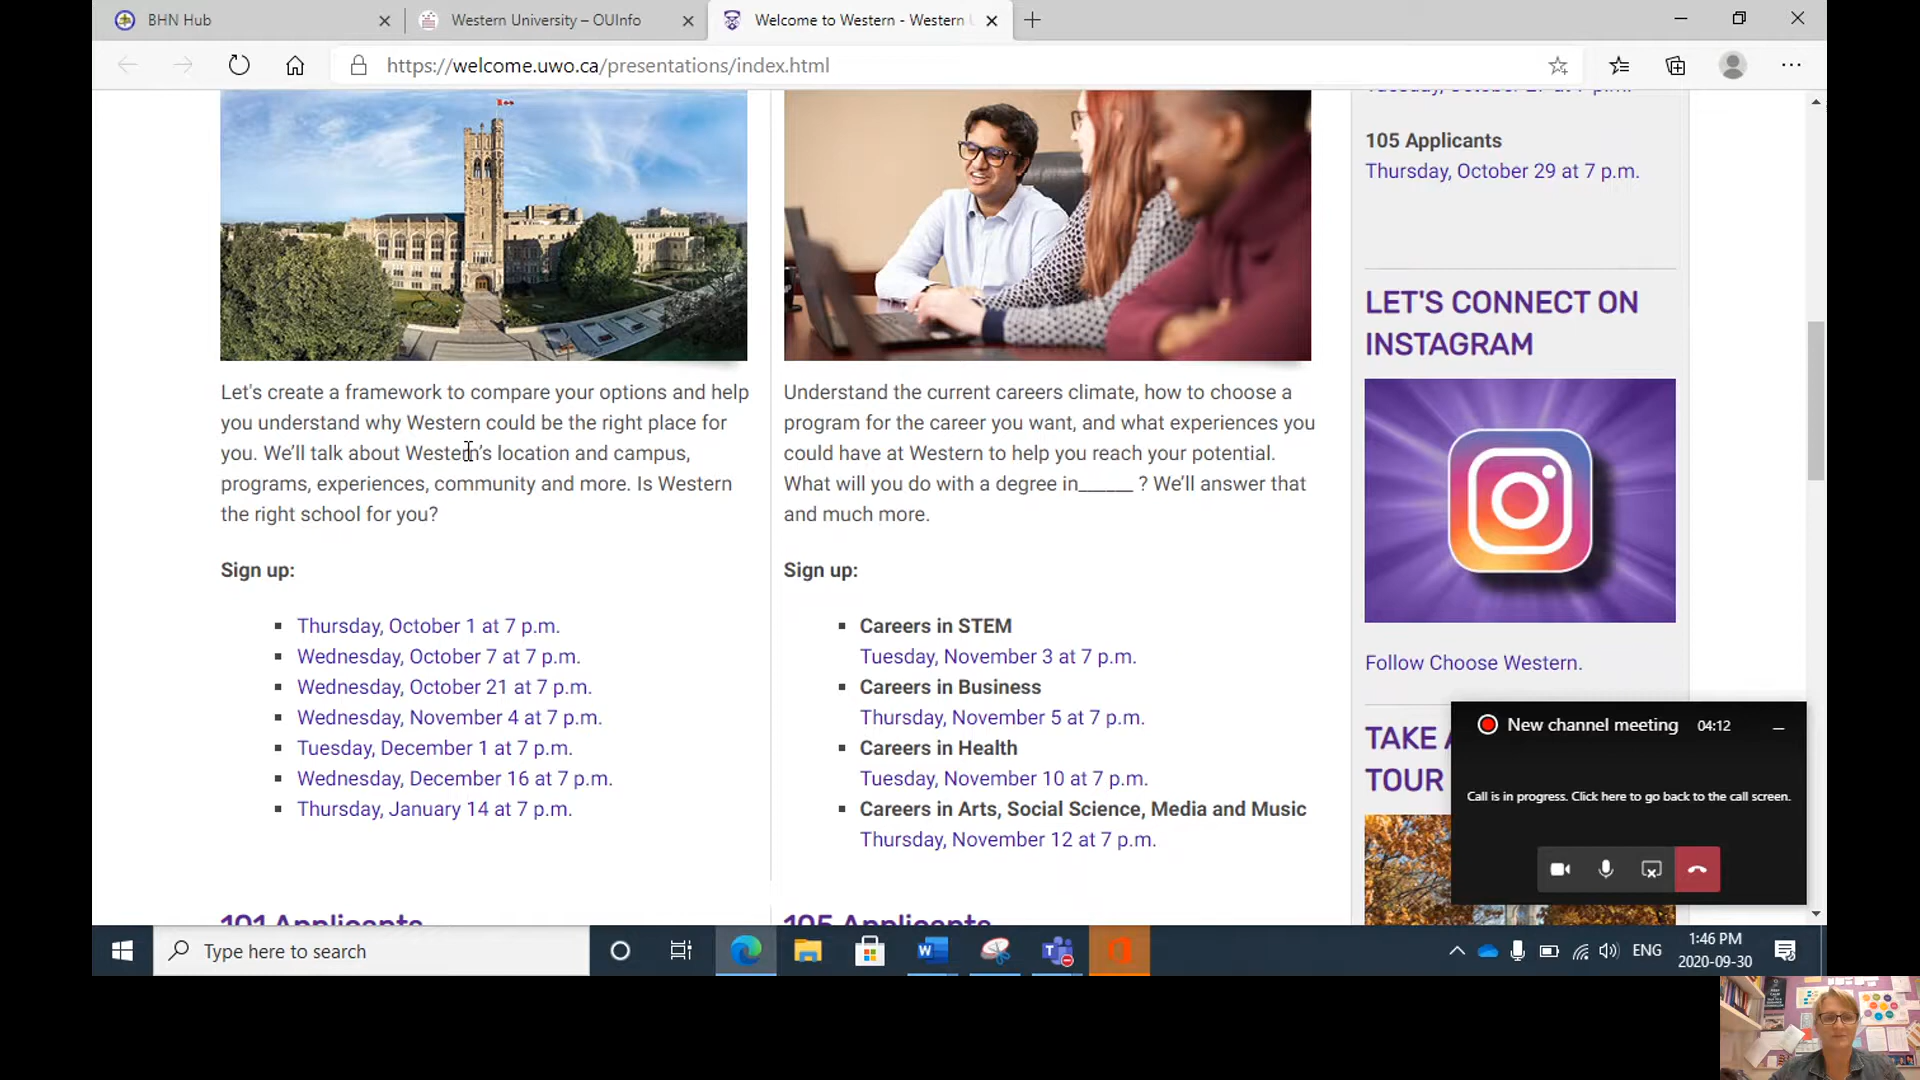 BHN Hub
Western University – OUInfo
Welcome to Western - Western
https://welcome.uwo.ca/presentations/index.html
Let's create a framework to compare your options and help
you understand why Western could be the right place for
you. We'll talk about Western's location and campus,
programs, experiences, community and more. Is Western
the right school for you?
Sign up:
Thursday, October 1 at 7 p.m.
Wednesday, October 7 at 7 p.m.
Wednesday, October 21 at 7 p.m.
Wednesday, November 4 at 7 p.m.
Tuesday, December 1 at 7 p.m.
Wednesday, December 16 at 7 p.m.
Thursday, January 14 at 7 p.m.
101 Applicants
Understand the current careers climate, how to choose a
program for the career you want, and what experiences you
could have at Western to help you reach your potential.
What will you do with a degree in______ ? We'll answer that
and much more.
Sign up:
Careers in STEM
Tuesday, November 3 at 7 p.m.
Careers in Business
Thursday, November 5 at 7 p.m.
Careers in Health
Tuesday, November 10 at 7 p.m.
Careers in Arts, Social Science, Media and Music
Thursday, November 12 at 7 p.m.
105 Applicants
Tuesday, October 27 at 7 p.m.
105 Applicants
Thursday, October 29 at 7 p.m.
LET'S CONNECT ON
INSTAGRAM
Follow Choose Western.
TAKE
TOUR
New channel meeting 04:12
Call is in progress. Click here to go back to the call screen.
Type here to search
ENG
1:46 PM
2020-09-30